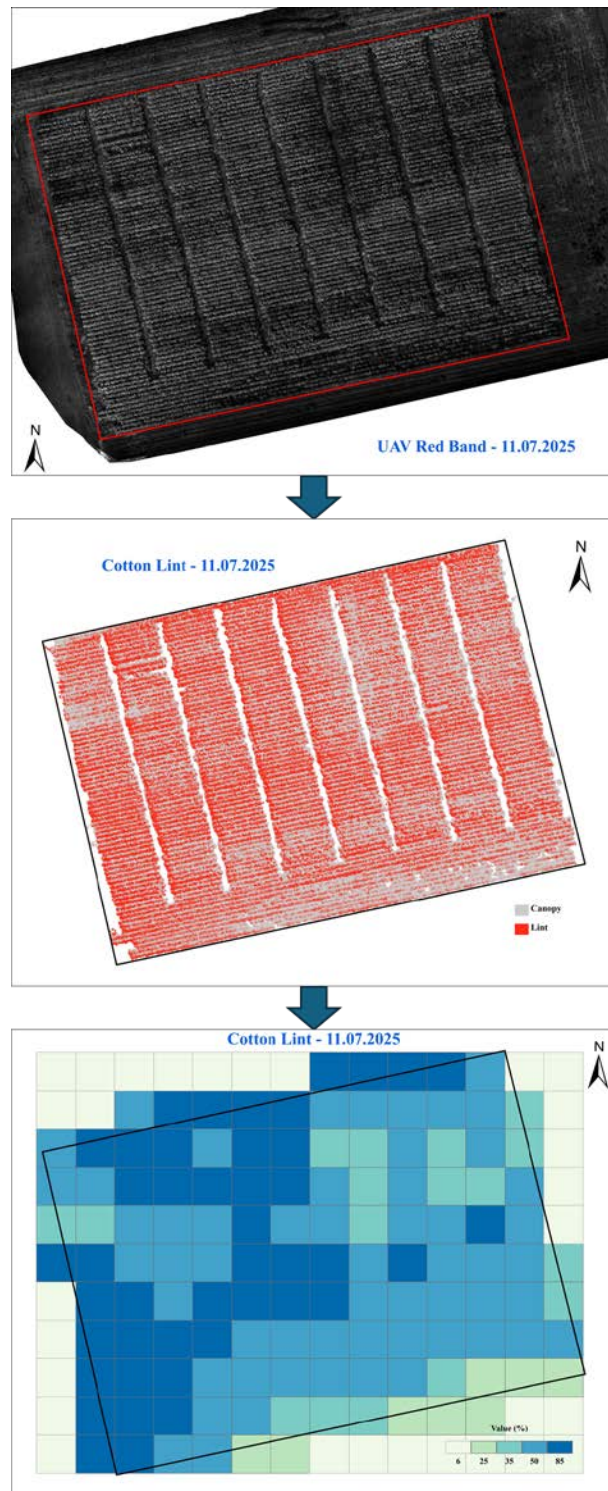 N
UAV Red Band - 11.07.2025
Cotton Lint - 11.07.2025
N
Canopy
Lint
Cotton Lint - 11.07.2025
N
Value (%)
6 25 35 50 85